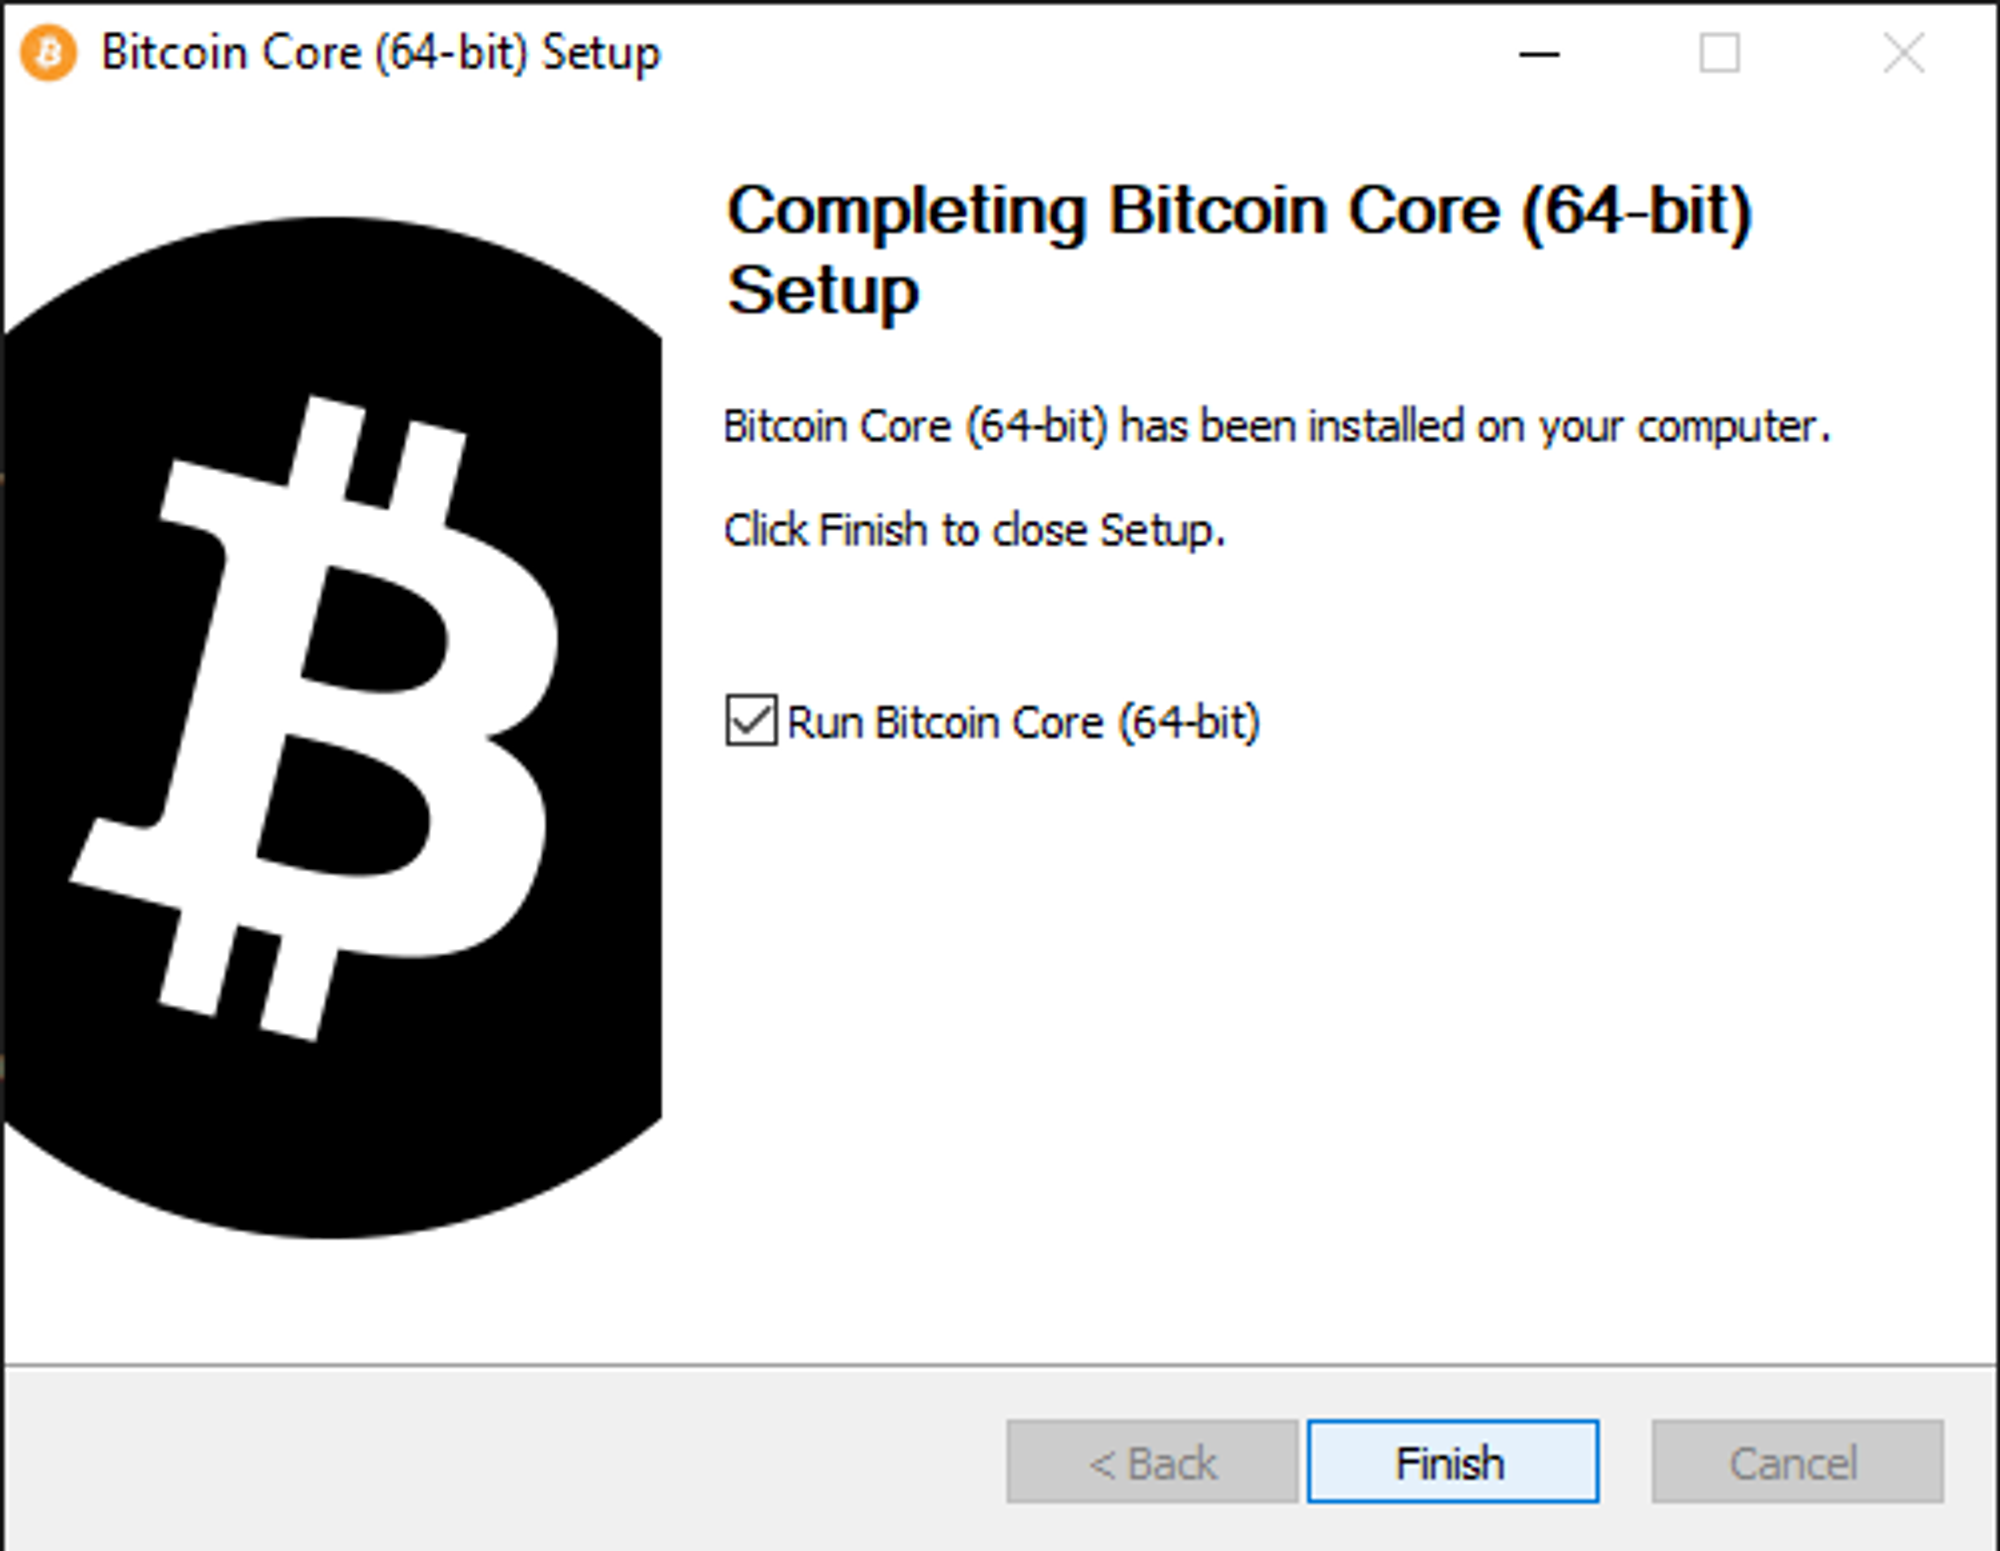 Bitcoin Core (64-bit) Setup
Completing Bitcoin Core (64-bit)
Setup
Bitcoin Core (64-bit) has been installed on your computer.
Click Finish to close Setup.
Run Bitcoin Core (64-bit)
< Back
Finish
Cancel